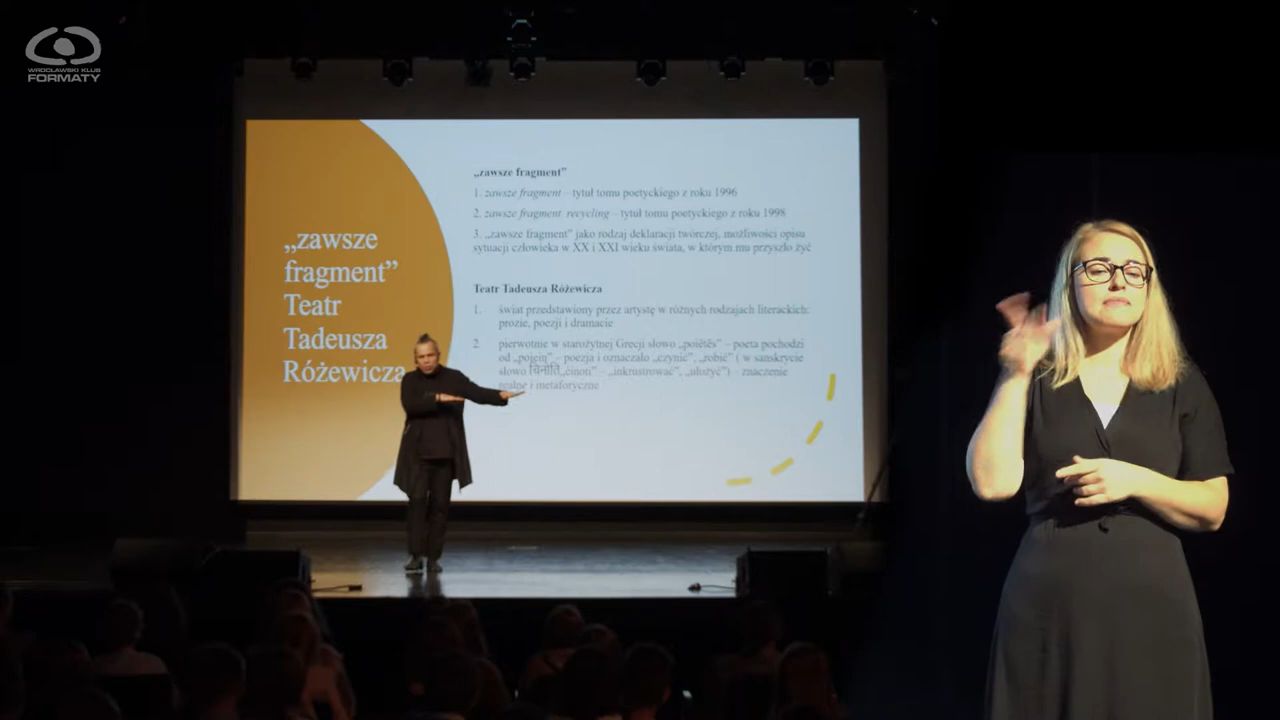 WROCŁAWSKI KLUB
FORMATY
„zawsze
fragment”
Teatr
Tadeusza
Różewicza
„zawsze fragment”
1. zawsze fragment – tytuł tomu poetyckiego z roku 1996
2. zawsze fragment recycling – tytuł tomu poetyckiego z roku 1998
3. „zawsze fragment” jako rodzaj deklaracji twórczej, możliwości opisu
sytuacji człowieka w XX i XXI wieku świata, w którym mu przyszło żyć
Teatr Tadeusza Różewicza
1. świat przedstawiony przez artystę w różnych rodzajach literackich:
prozie, poezji i dramacie
2. pierwotnie w starożytnej Grecji słowo „poiētēs” – poeta pochodzi
od „pojein” – poezja i oznaczało „czynić”, „robić” ( w sanskrycie
słowo चिनोति „ćinoti” – „inkrustować”, „ułożyć”) – znaczenie
realne i metaforyczne